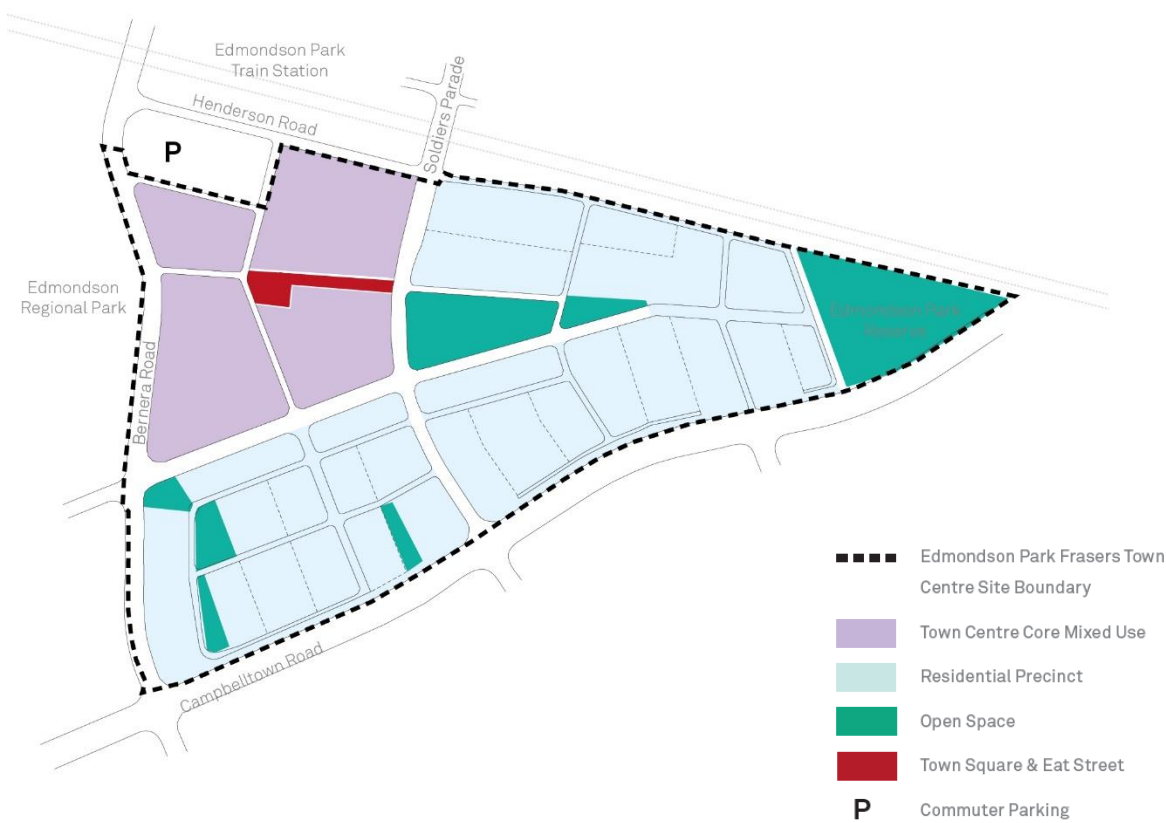 Edmondson Park
Train Station
Henderson Road
Soldiers Parade
P
Edmondson
Regional Park
Bernera Road
Edmondson Park
Reserve
Campbelltown Road
Edmondson Park Frasers Town
Centre Site Boundary
Town Centre Core Mixed Use
Residential Precinct
Open Space
Town Square & Eat Street
P Commuter Parking